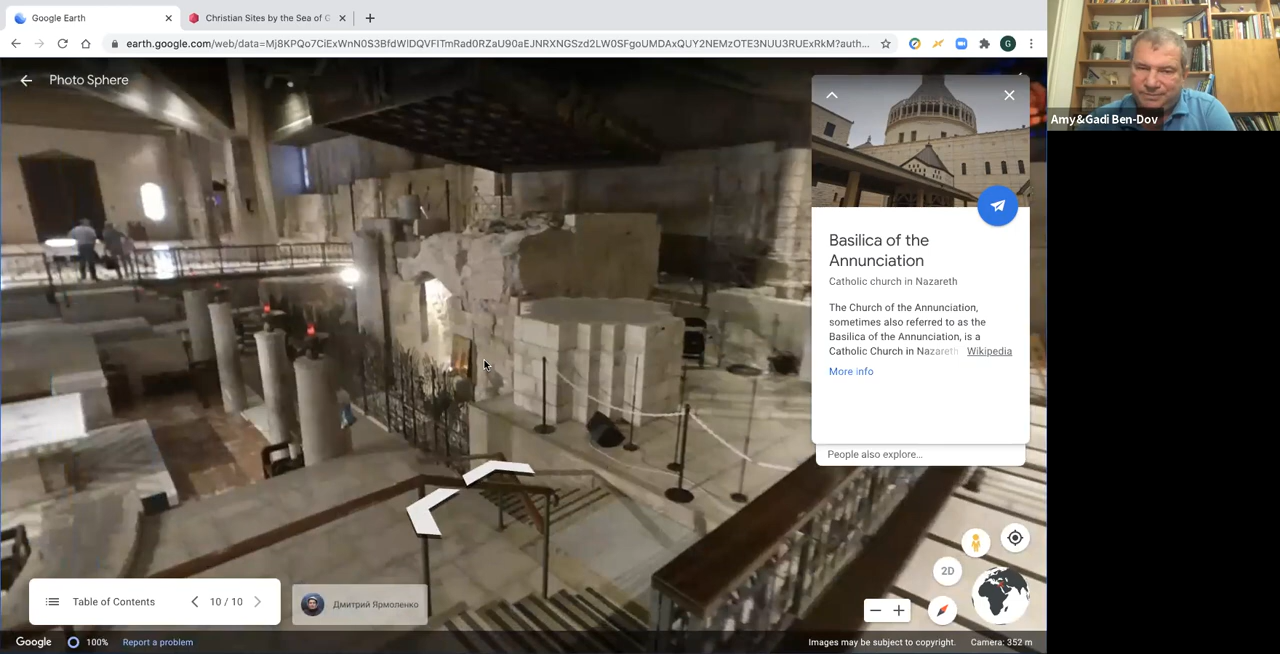 Google Earth
Christian Sites by the Sea of G
earth.google.com/web/data=Mj8KPQo7CiExWnN0S3BfdWlDQVFITmRad0RZaU90aEJNRXNGSzd2LW0SFgoUMDAxQUY2NEMzOTE3NUU3RUExRkM?auth...
G
Photo Sphere
Amy&Gadi Ben-Dov
Basilica of the
Annunciation
Catholic church in Nazareth
The Church of the Annunciation,
sometimes also referred to as the
Basilica of the Annunciation, is a
Catholic Church in Nazareth Wikipedia
More info
People also explore...
2D
Table of Contents 10 / 10
Дмитрий Ярмоленко
Google 100% Report a problem
Images may be subject to copyright. Camera: 352 m